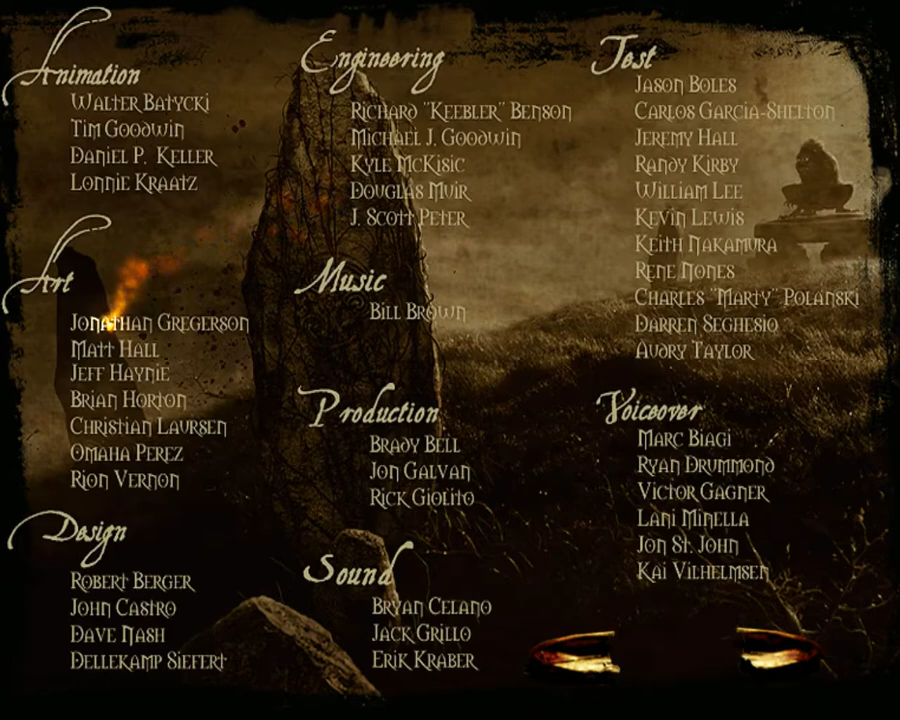 Animation
Walter Batycki
Tim Goodwin
Daniel P. Keller
Lonnie Kraatz
Art
Jonathan Gregerson
Matt Hall
Jeff Haynie
Brian Horton
Christian Laursen
Omaha Perez
Rion Vernon
Design
Robert Berger
John Castro
Dave Nash
Dellekamp Siefert
Engineering
Richard "Keebler" Benson
Michael J. Goodwin
Kyle McKisic
Douglas Muir
J. Scott Peter
Music
Bill Brown
Production
Brady Bell
Jon Galvan
Rick Giolito
Sound
Bryan Celano
Jack Grillo
Erik Kraber
Test
Jason Boles
Carlos Garcia-Shelton
Jeremy Hall
Randy Kirby
William Lee
Kevin Lewis
Keith Nakamura
Rene Nones
Charles "Marty" Polanski
Darren Seghesio
Audry Taylor
Voiceover
Marc Biagi
Ryan Drummond
Victor Gagner
Lani Minella
Jon St. John
Kai Vilhelmsen